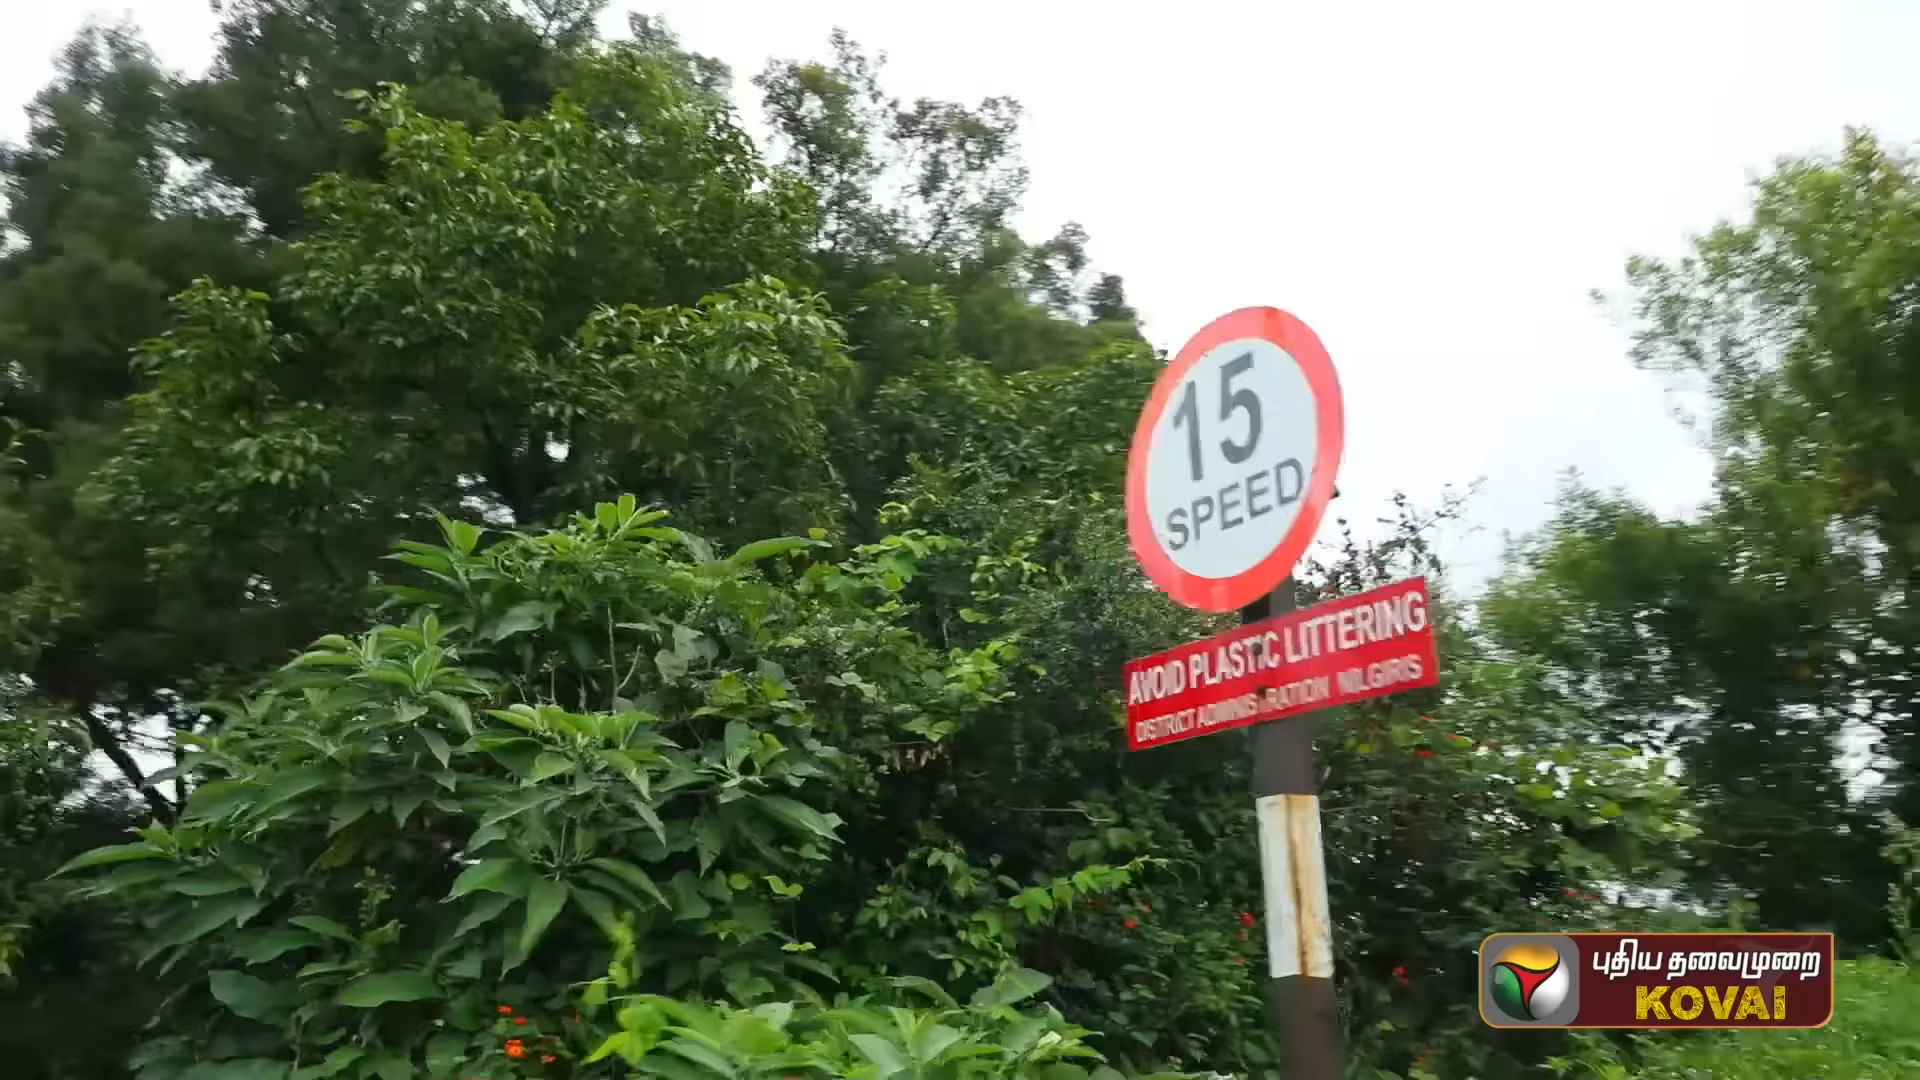 15
SPEED
AVOID PLASTIC LITTERING
DISTRICT ADMINISTRATION NILGIRIS
புதிய தலைமுறை
KOVAI